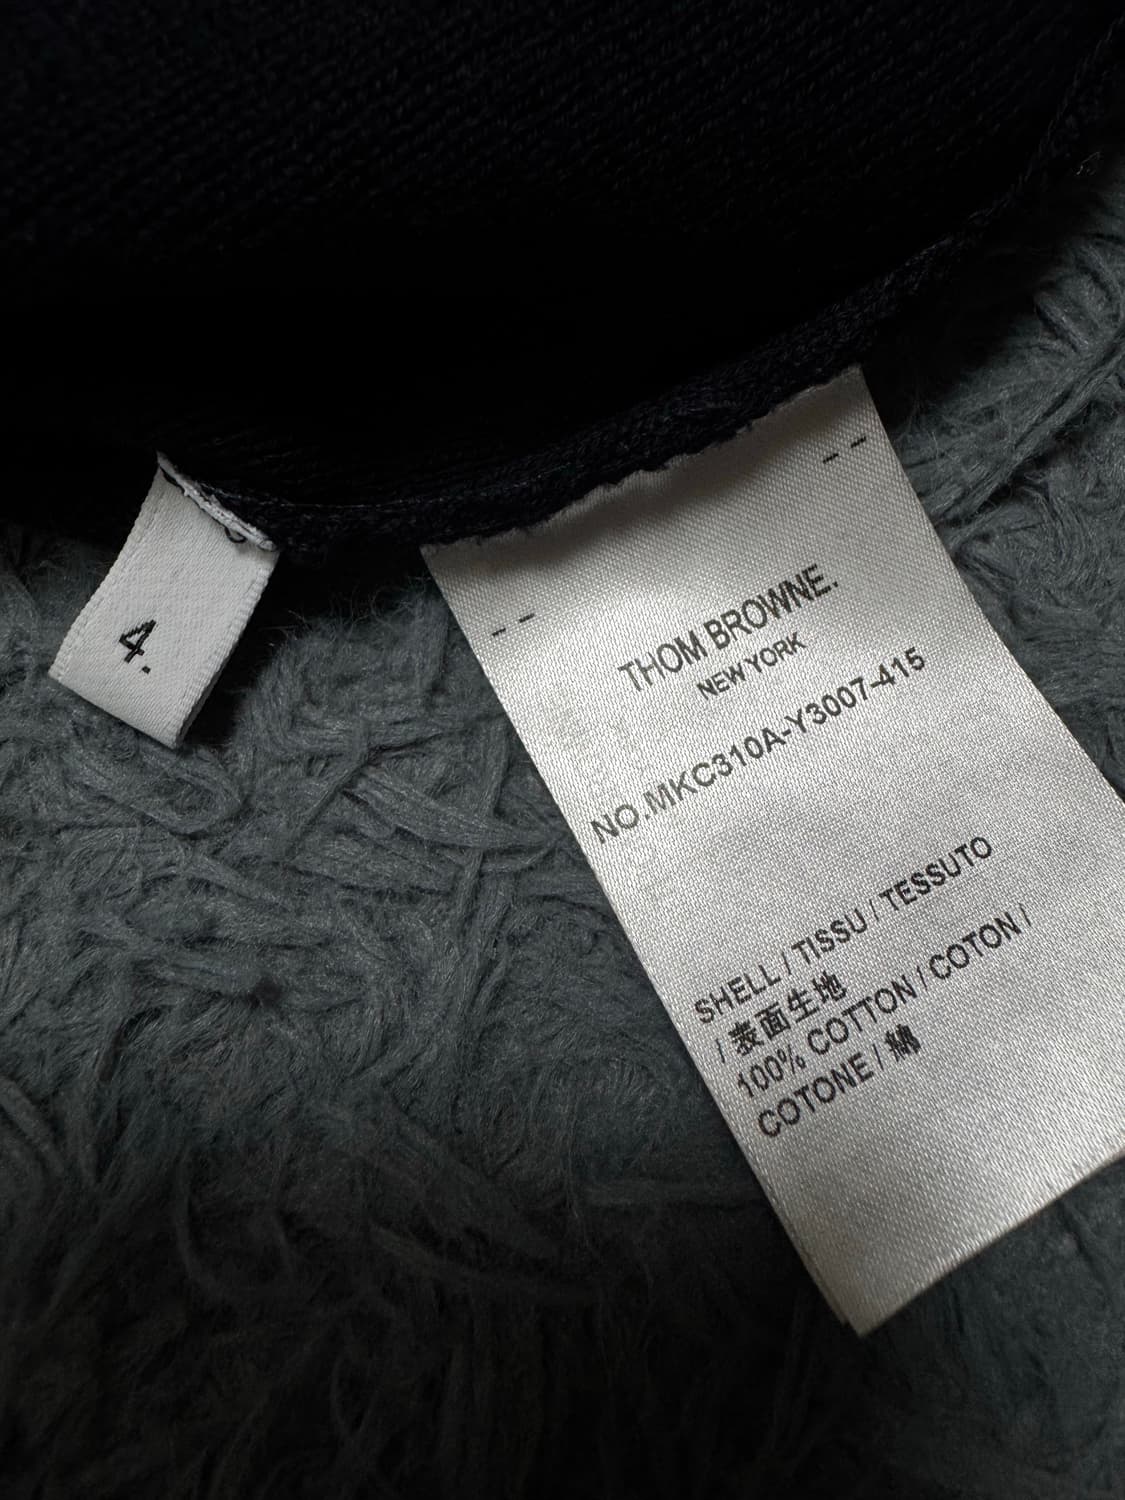 4.
THOM BROWNE.
NEW YORK
NO.MKC310A-Y3007-415
SHELL / TISSU / TESSUTO
/ 表面生地
100% COTTON / COTON /
COTONE / 綿